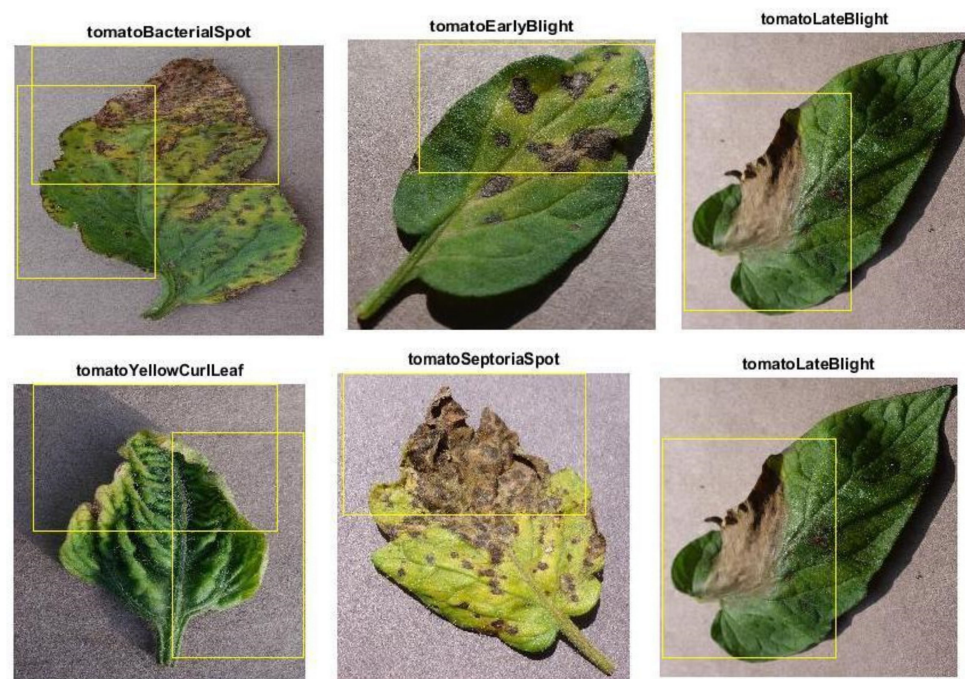 tomatoBacterialSpot
tomatoEarlyBlight
tomatoLateBlight
tomatoYellowCurlLeaf
tomatoSeptoriaSpot
tomatoLateBlight